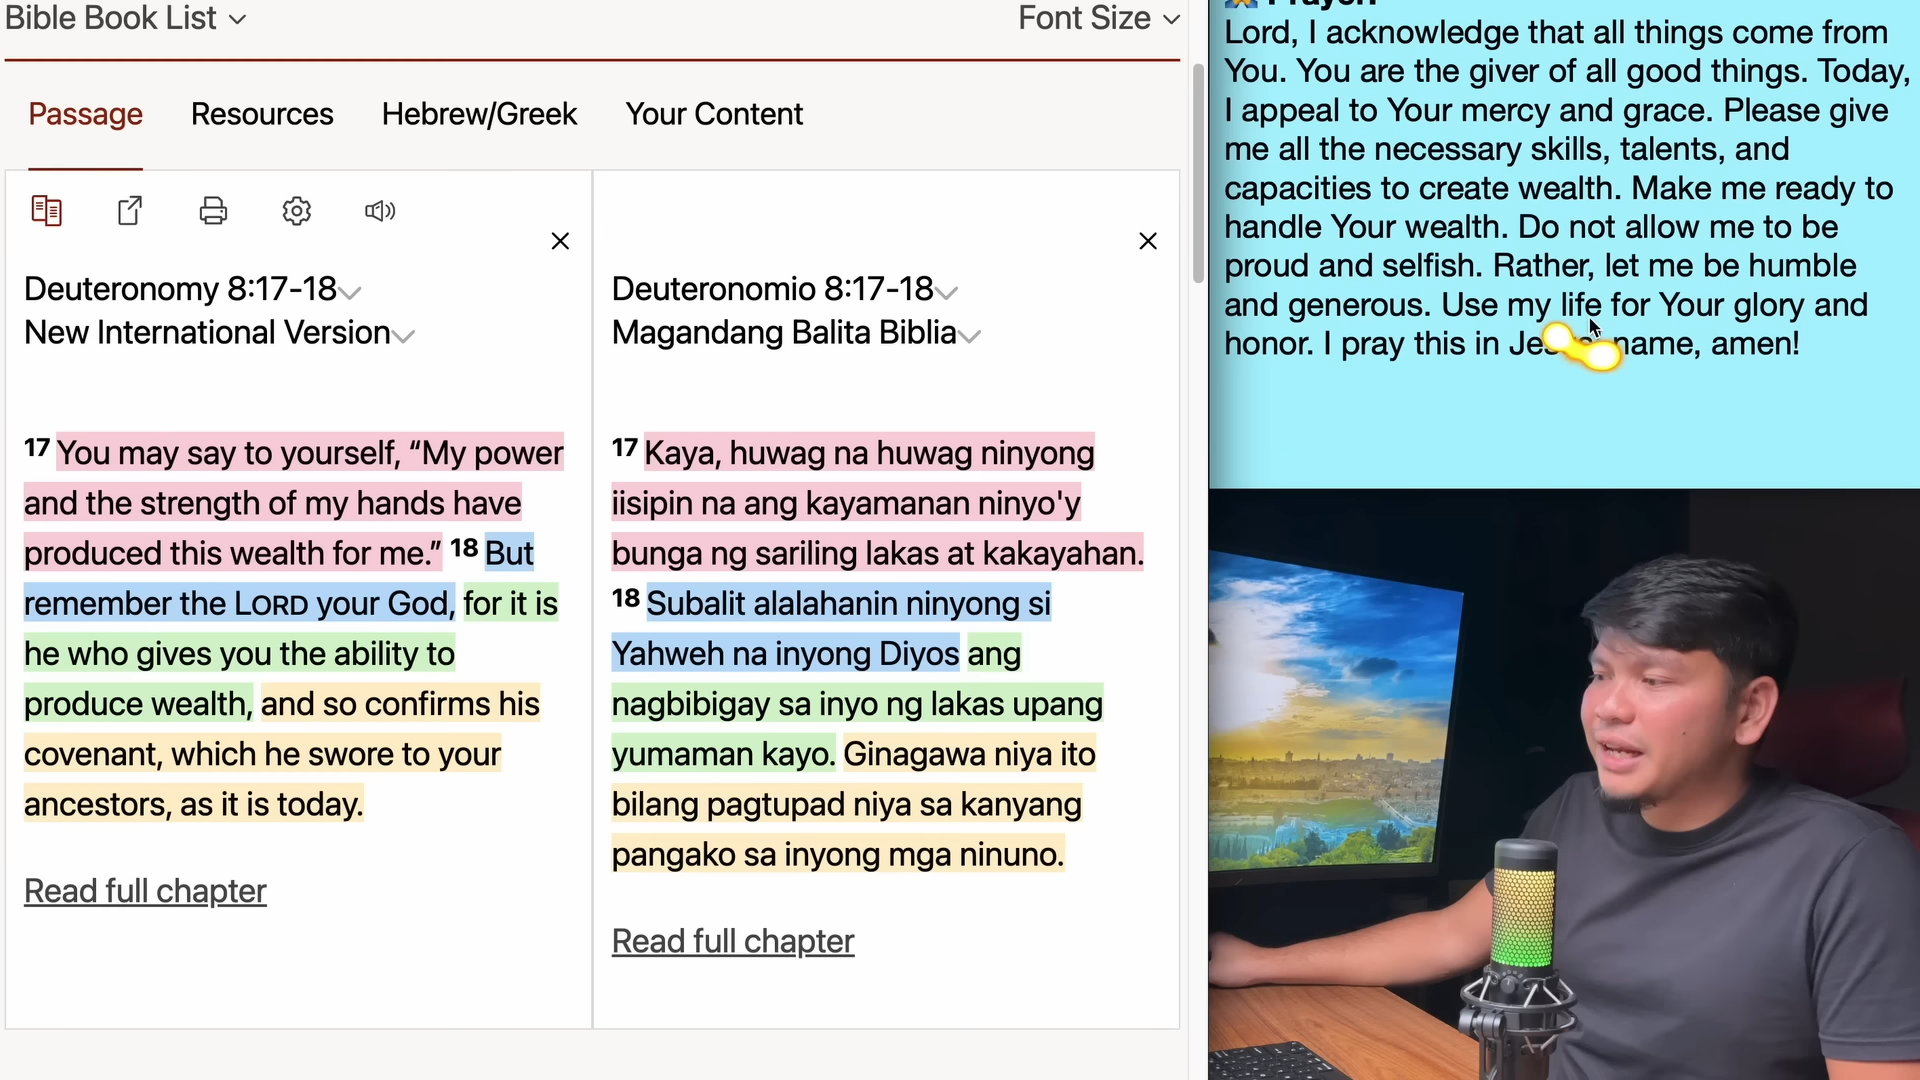 Bible Book List
Font Size
Passage
Resources
Hebrew/Greek
Your Content
Deuteronomy 8:17-18
New International Version
17 You may say to yourself, “My power
and the strength of my hands have
produced this wealth for me.” 18 But
remember the LORD your God, for it is
he who gives you the ability to
produce wealth, and so confirms his
covenant, which he swore to your
ancestors, as it is today.
Read full chapter
Deuteronomio 8:17-18
Magandang Balita Biblia
17 Kaya, huwag na huwag ninyong
iisipin na ang kayamanan ninyo'y
bunga ng sariling lakas at kakayahan.
18 Subalit alalahanin ninyong si
Yahweh na inyong Diyos ang
nagbibigay sa inyo ng lakas upang
yumaman kayo. Ginagawa niya ito
bilang pagtupad niya sa kanyang
pangako sa inyong mga ninuno.
Read full chapter
Lord, I acknowledge that all things come from
You. You are the giver of all good things. Today,
I appeal to Your mercy and grace. Please give
me all the necessary skills, talents, and
capacities to create wealth. Make me ready to
handle Your wealth. Do not allow me to be
proud and selfish. Rather, let me be humble
and generous. Use my life for Your glory and
honor. I pray this in name, amen!